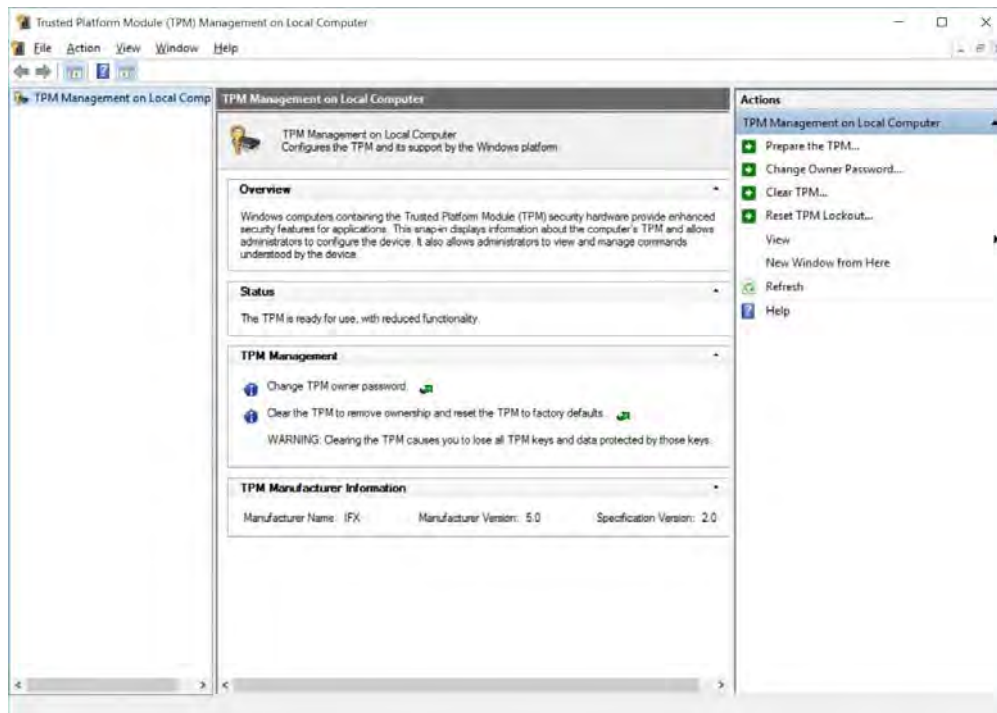 Trusted Platform Module (TPM) Management on Local Computer
File Action View Window Help
TPM Management on Local Comp
TPM Management on Local Computer
TPM Management on Local Computer
Configures the TPM and its support by the Windows platform
Overview
Windows computers containing the Trusted Platform Module (TPM) security hardware provide enhanced
security features for applications. This snap-in displays information about the computer's TPM and allows
administrators to configure the device. It also allows administrators to view and manage commands
understood by the device.
Status
The TPM is ready for use, with reduced functionality.
TPM Management
Change TPM owner password.
Clear the TPM to remove ownership and reset the TPM to factory defaults.
WARNING: Clearing the TPM causes you to lose all TPM keys and data protected by those keys.
TPM Manufacturer Information
Manufacturer Name: IFX Manufacturer Version: 5.0 Specification Version: 2.0
Actions
TPM Management on Local Computer
Prepare the TPM...
Change Owner Password...
Clear TPM...
Reset TPM Lockout...
View
New Window from Here
Refresh
Help